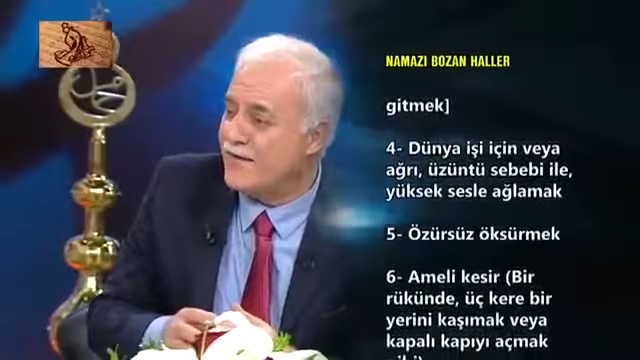 NAMAZI BOZAN HALLER
gitmek]
4- Dünya işi için veya
ağrı, üzüntü sebebi ile,
yüksek sesle ağlamak
5- Özürsüz öksürmek
6- Ameli kesir (Bir
rükünde, üç kere bir
yerini kaşımak veya
kapalı kapıyı açmak